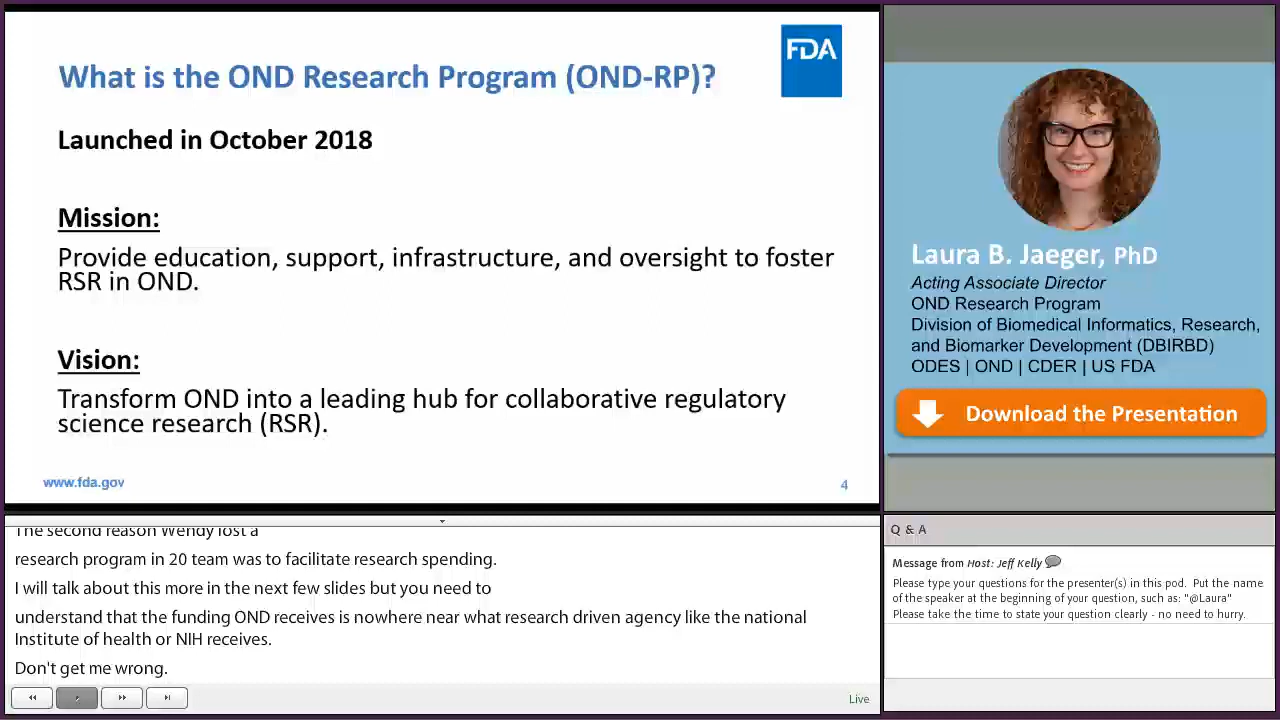 FDA
What is the OND Research Program (OND-RP)?
Launched in October 2018
Mission:
Provide education, support, infrastructure, and oversight to foster
RSR in OND.
Vision:
Transform OND into a leading hub for collaborative regulatory
science research (RSR).
www.fda.gov
4
Laura B. Jaeger, PhD
Acting Associate Director
OND Research Program
Division of Biomedical Informatics, Research,
and Biomarker Development (DBIRBD)
ODES | OND | CDER | US FDA
Download the Presentation
The second reason Wendy lost a
research program in 20 team was to facilitate research spending.
I will talk about this more in the next few slides but you need to
understand that the funding OND receives is nowhere near what research driven agency like the national
Institute of health or NIH receives.
Don't get me wrong.
Live
Q & A
Message from Host: Jeff Kelly
Please type your questions for the presenter(s) in this pod. Put the name
of the speaker at the beginning of your question, such as: "@Laura"
Please take the time to state your question clearly - no need to hurry.